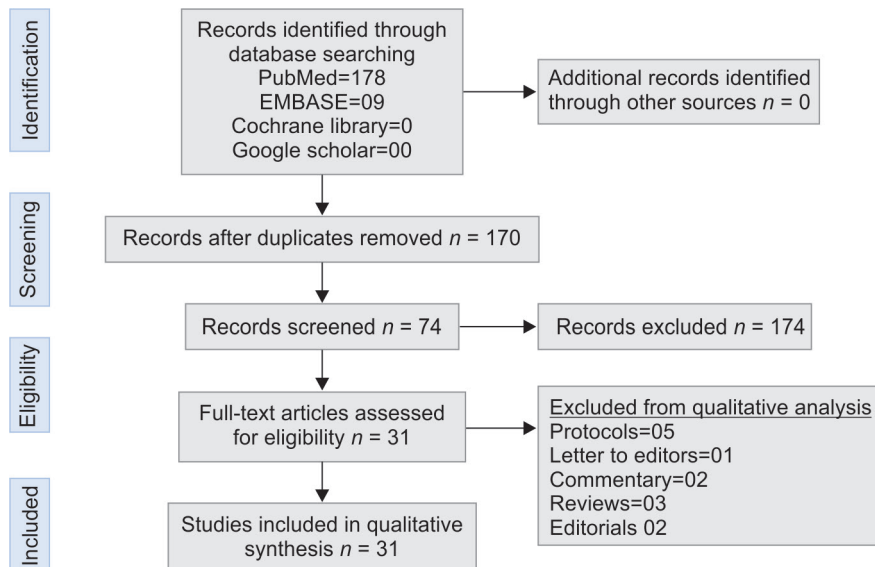 Identification
Records identified through
database searching
PubMed=178
EMBASE=09
Cochrane library=0
Google scholar=00
Additional records identified
through other sources n = 0
Screening
Records after duplicates removed n = 170
Records screened n = 74
Records excluded n = 174
Eligibility
Full-text articles assessed
for eligibility n = 31
Excluded from qualitative analysis
Protocols=05
Letter to editors=01
Commentary=02
Reviews=03
Editorials 02
Included
Studies included in qualitative
synthesis n = 31